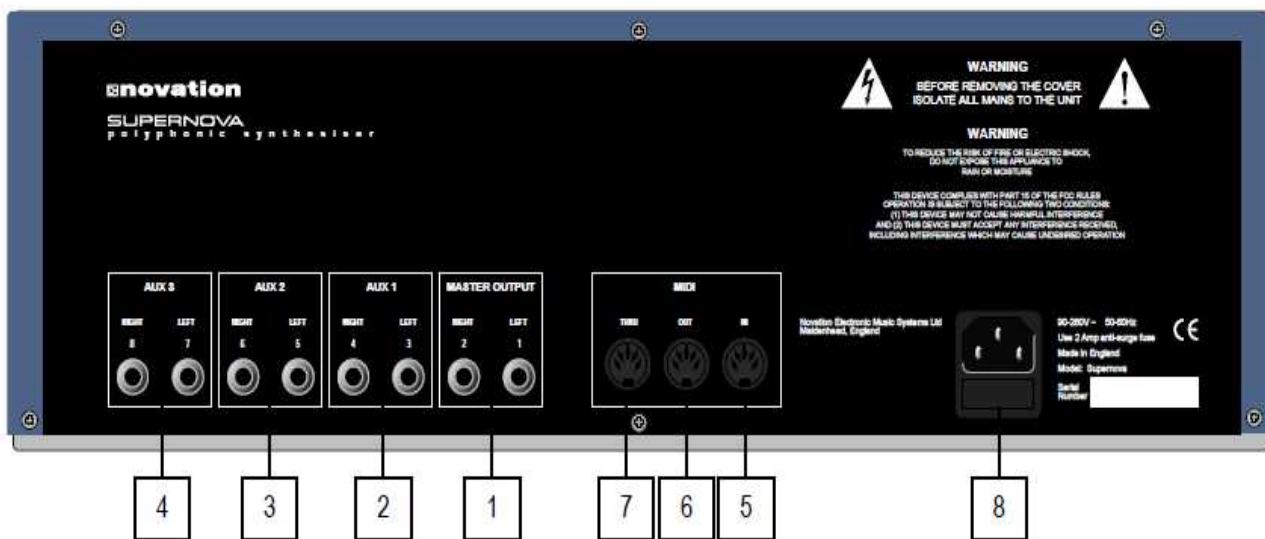 novation
SUPERNOVA
polyphonic synthesiser
WARNING
BEFORE REMOVING THE COVER
ISOLATE ALL MAINS TO THE UNIT
WARNING
TO REDUCE THE RISK OF FIRE OR ELECTRIC SHOCK,
DO NOT EXPOSE THIS APPLIANCE TO
RAIN OR MOISTURE
THIS DEVICE COMPLIES WITH PART 15 OF THE FCC RULES
OPERATION IS SUBJECT TO THE FOLLOWING TWO CONDITIONS:
(1) THIS DEVICE MAY NOT CAUSE HARMFUL INTERFERENCE
AND (2) THIS DEVICE MUST ACCEPT ANY INTERFERENCE RECEIVED,
INCLUDING INTERFERENCE WHICH MAY CAUSE UNDESIRED OPERATION
AUX 3 AUX 2 AUX 1 MASTER OUTPUT MIDI
RIGHT LEFT RIGHT LEFT RIGHT LEFT RIGHT LEFT THRU OUT IN
8 7 6 5 4 3 2 1
Novation Electronic Music Systems Ltd
Maidenhead, England
90-260V ~ 50-60Hz
Use 2 Amp anti-surge fuse
Made in England
Model: Supernova
Serial
Number
CE
4 3 2 1 7 6 5 8